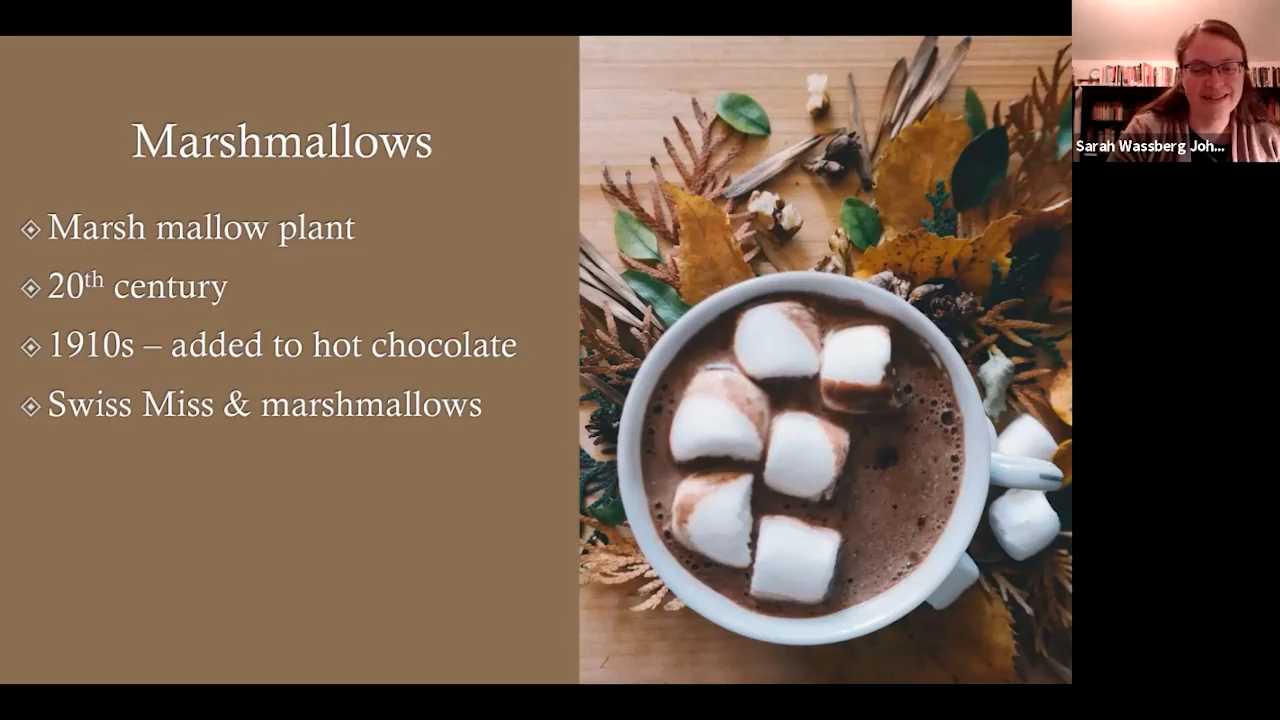 Marshmallows
Marsh mallow plant
20th century
1910s – added to hot chocolate
Swiss Miss & marshmallows
Sarah Wassberg Joh...